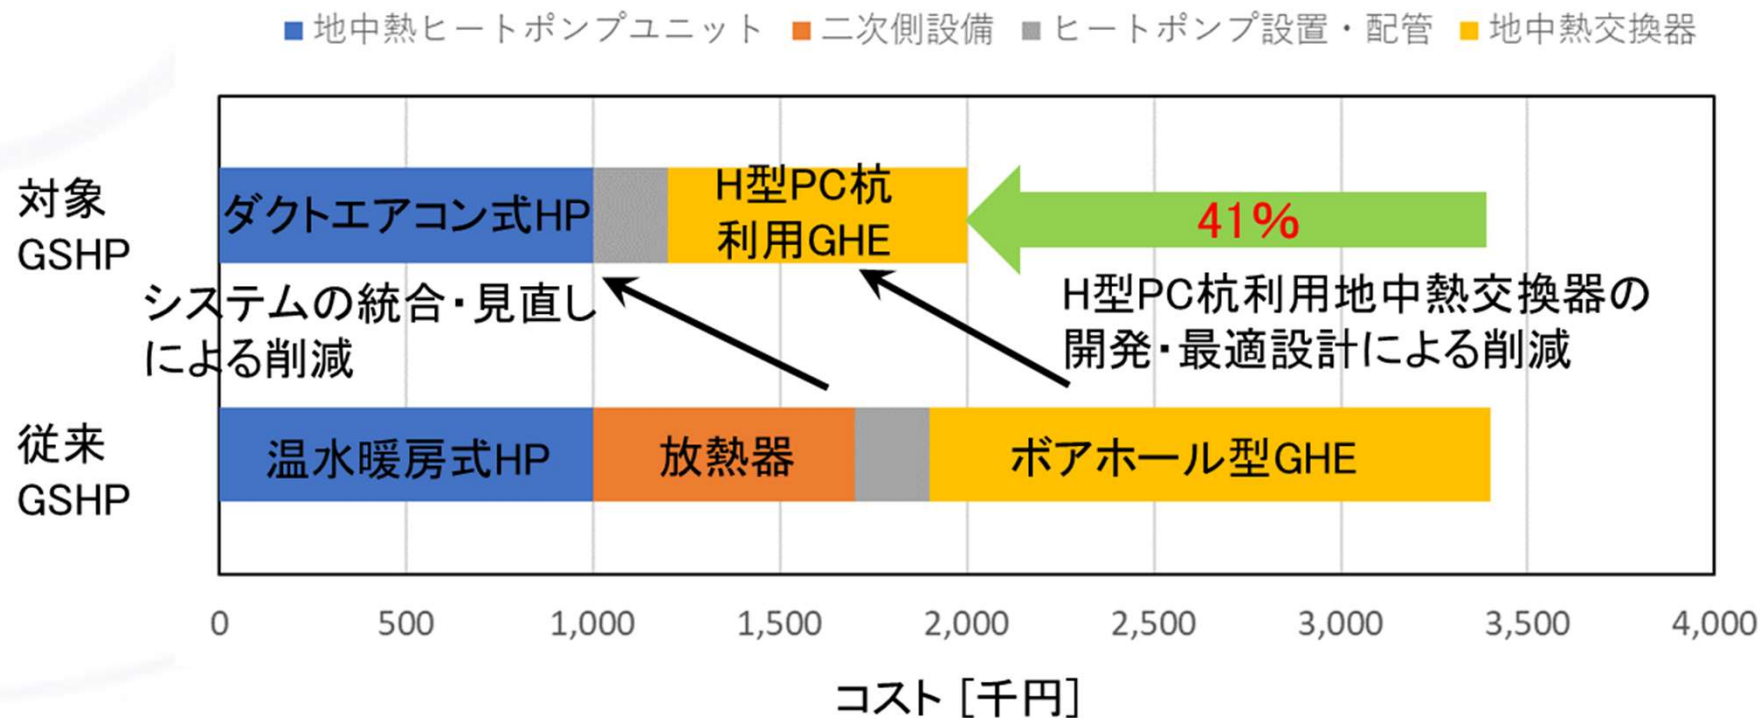 地中熱ヒートポンプユニット 二次側設備 ヒートポンプ設置・配管 地中熱交換器
対象
GSHP
ダクトエアコン式HP
H型PC杭
利用GHE
41%
システムの統合・見直し
による削減
H型PC杭利用地中熱交換器の
開発・最適設計による削減
従来
GSHP
温水暖房式HP
放熱器
ボアホール型GHE
0 500 1,000 1,500 2,000 2,500 3,000 3,500 4,000
コスト [千円]